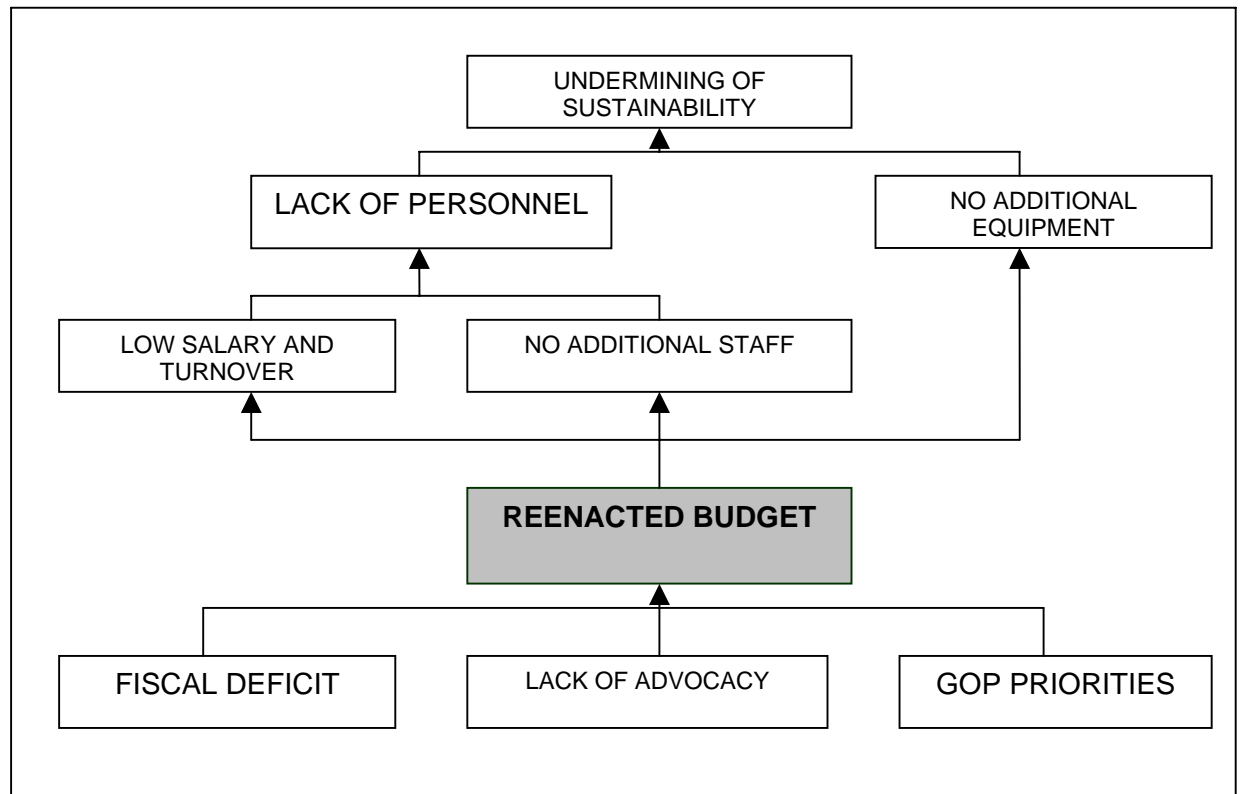 UNDERMINING OF
SUSTAINABILITY
LACK OF PERSONNEL
NO ADDITIONAL
EQUIPMENT
LOW SALARY AND
TURNOVER
NO ADDITIONAL STAFF
REENACTED BUDGET
FISCAL DEFICIT
LACK OF ADVOCACY
GOP PRIORITIES